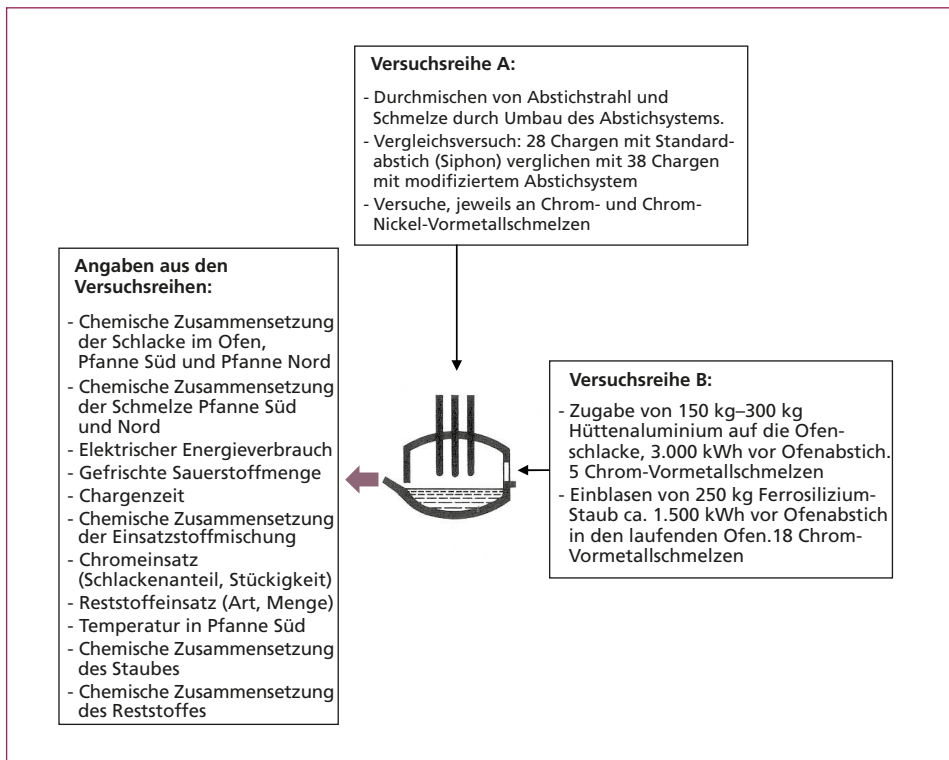 Versuchsreihe A:
- Durchmischen von Abstichstrahl und
Schmelze durch Umbau des Abstichsystems.
- Vergleichsversuch: 28 Chargen mit Standard-
abstich (Siphon) verglichen mit 38 Chargen
mit modifiziertem Abstichsystem
- Versuche, jeweils an Chrom- und Chrom-
Nickel-Vormetallschmelzen
Angaben aus den
Versuchsreihen:
- Chemische Zusammensetzung
der Schlacke im Ofen,
Pfanne Süd und Pfanne Nord
- Chemische Zusammensetzung
der Schmelze Pfanne Süd
und Nord
- Elektrischer Energieverbrauch
- Gefrischte Sauerstoffmenge
- Chargenzeit
- Chemische Zusammensetzung
der Einsatzstoffmischung
- Chromeinsatz
(Schlackenanteil, Stückigkeit)
- Reststoffeinsatz (Art, Menge)
- Temperatur in Pfanne Süd
- Chemische Zusammensetzung
des Staubes
- Chemische Zusammensetzung
des Reststoffes
Versuchsreihe B:
- Zugabe von 150 kg–300 kg
Hüttenaluminium auf die Ofen-
schlacke, 3.000 kWh vor Ofenabstich.
5 Chrom-Vormetallschmelzen
- Einblasen von 250 kg Ferrosilizium-
Staub ca. 1.500 kWh vor Ofenabstich
in den laufenden Ofen.18 Chrom-
Vormetallschmelzen